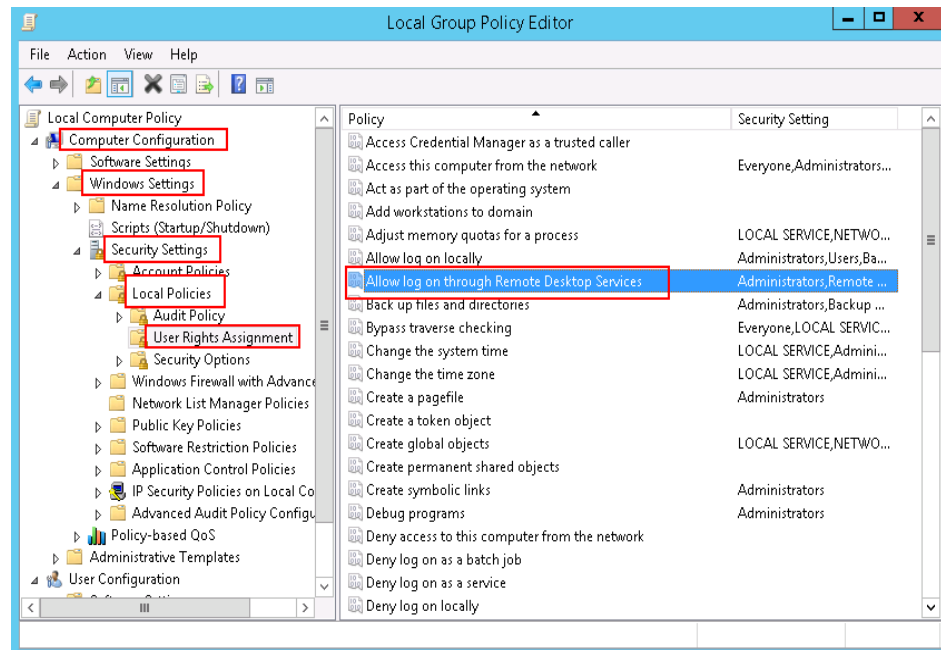 Local Group Policy Editor
File Action View Help
Local Computer Policy
Computer Configuration
Software Settings
Windows Settings
Name Resolution Policy
Scripts (Startup/Shutdown)
Security Settings
Account Policies
Local Policies
Audit Policy
User Rights Assignment
Security Options
Windows Firewall with Advance
Network List Manager Policies
Public Key Policies
Software Restriction Policies
Application Control Policies
IP Security Policies on Local Co
Advanced Audit Policy Configu
Policy-based QoS
Administrative Templates
User Configuration
Policy Security Setting
Access Credential Manager as a trusted caller
Access this computer from the network Everyone,Administrators...
Act as part of the operating system
Add workstations to domain
Adjust memory quotas for a process LOCAL SERVICE,NETWO...
Allow log on locally Administrators,Users,Ba...
Allow log on through Remote Desktop Services Administrators,Remote ...
Back up files and directories Administrators,Backup ...
Bypass traverse checking Everyone,LOCAL SERVIC...
Change the system time LOCAL SERVICE,Admini...
Change the time zone LOCAL SERVICE,Admini...
Create a pagefile Administrators
Create a token object
Create global objects LOCAL SERVICE,NETWO...
Create permanent shared objects
Create symbolic links Administrators
Debug programs Administrators
Deny access to this computer from the network
Deny log on as a batch job
Deny log on as a service
Deny log on locally